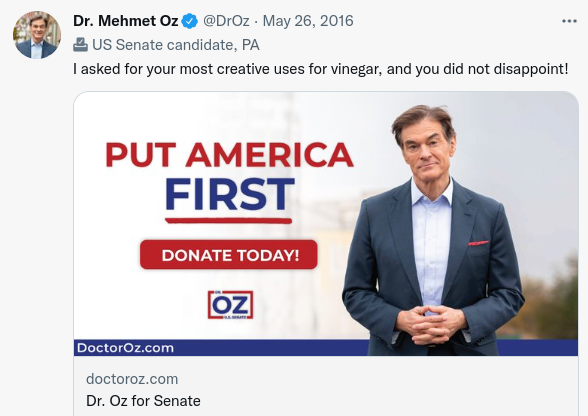 Dr. Mehmet Oz @DrOz · May 26, 2016
US Senate candidate, PA
I asked for your most creative uses for vinegar, and you did not disappoint!
PUT AMERICA
FIRST
DONATE TODAY!
DR.
OZ
U.S. SENATE
DoctorOz.com
doctoroz.com
Dr. Oz for Senate